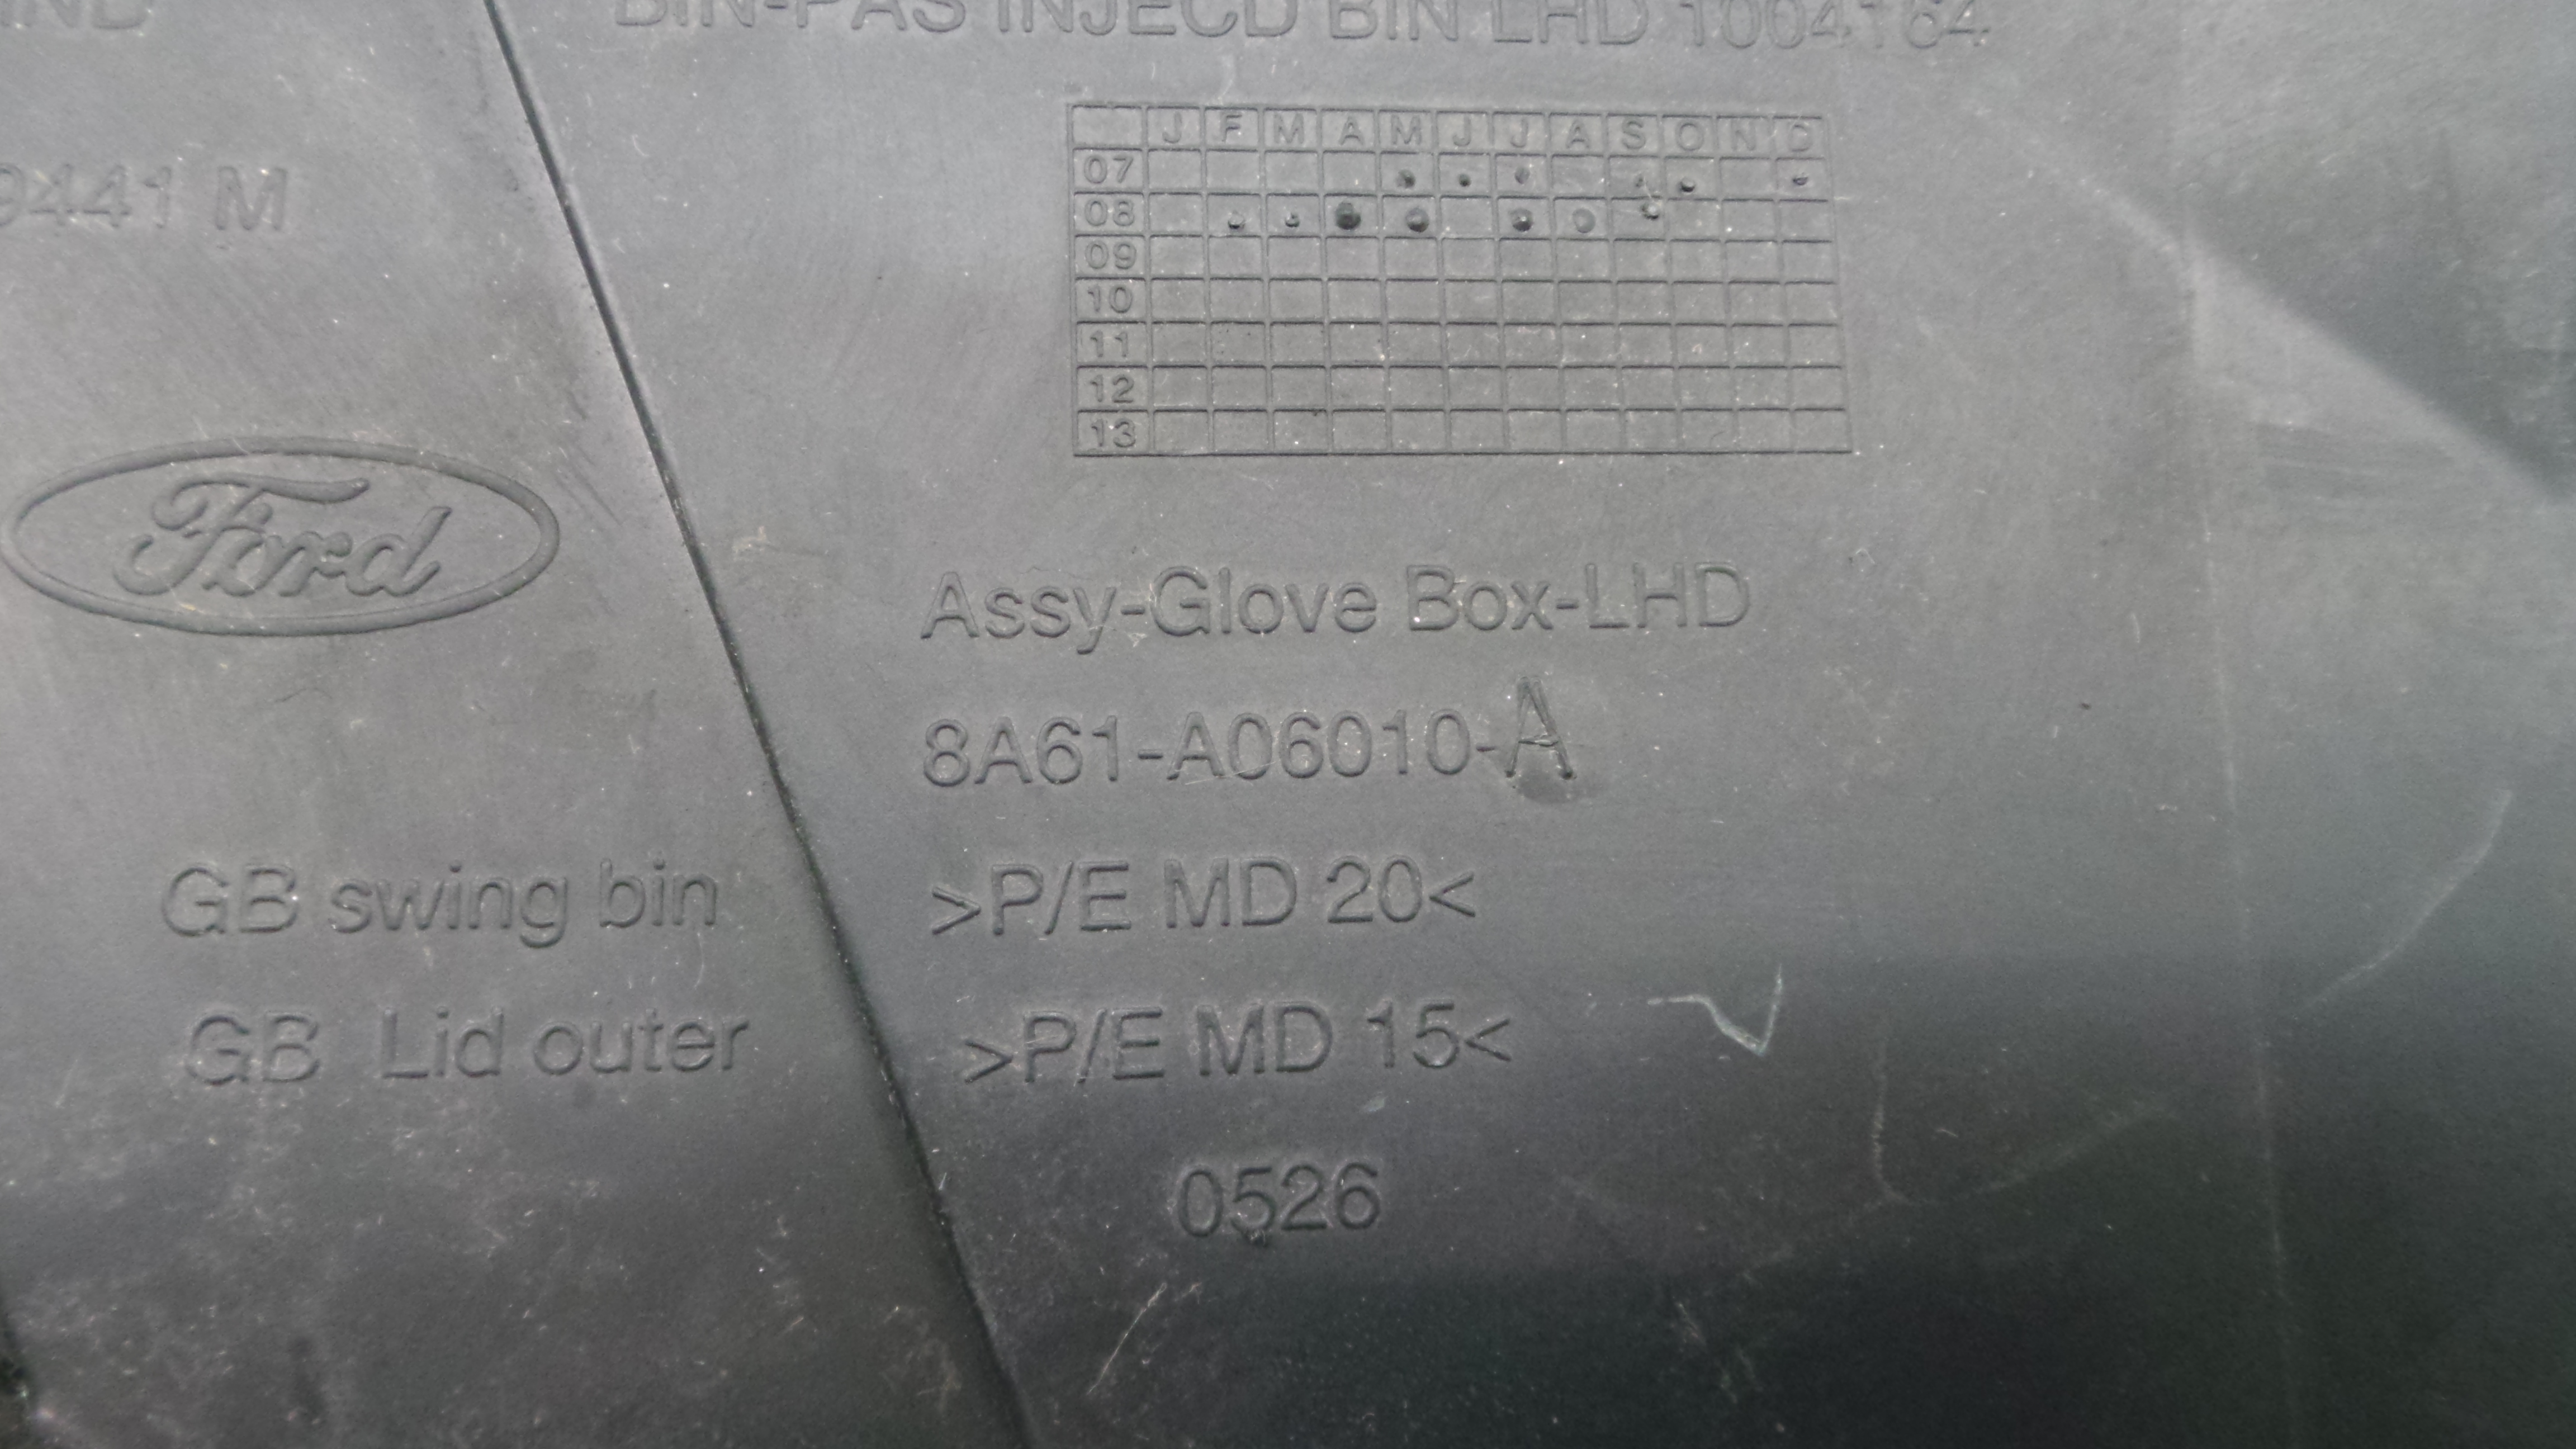 BIN-PAS INJECD BIN LHD 1004164
9441 M
J F M A M J J A S O N D
07
08
09
10
11
12
13
Ford
Assy-Glove Box-LHD
8A61-A06010-A
GB swing bin >P/E MD 20<
GB Lid outer >P/E MD 15<
0526